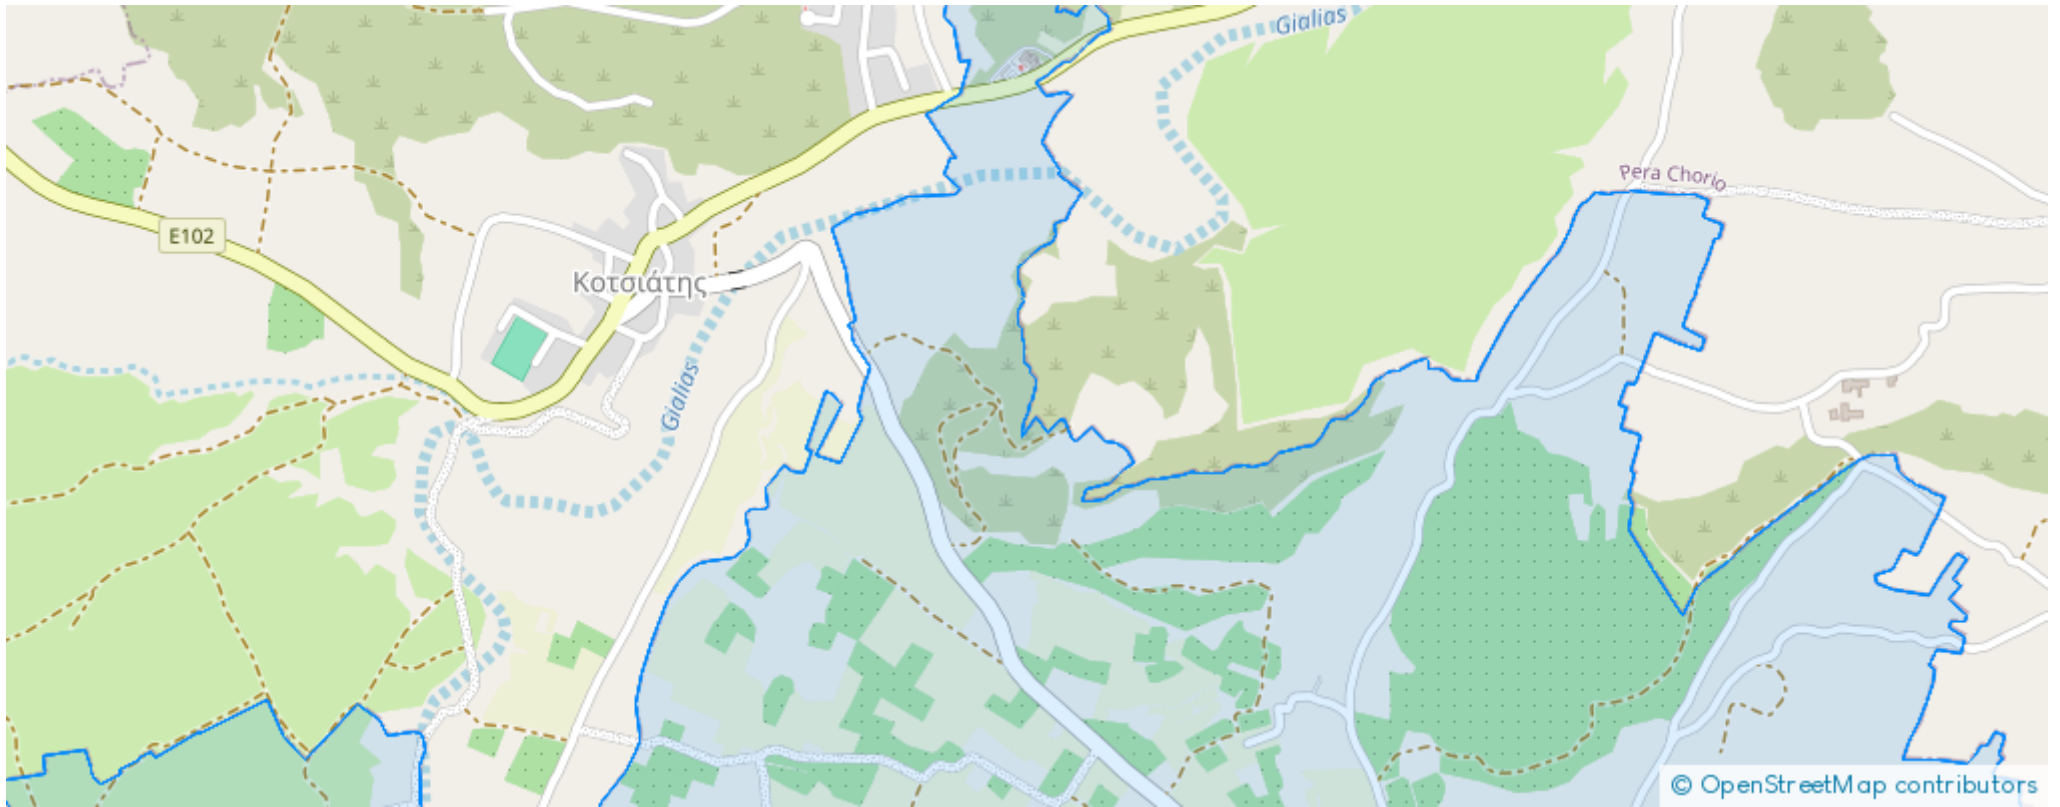 Gialias
Pera Chorio
E102
Κοτσιάτης
Gialias
© OpenStreetMap contributors